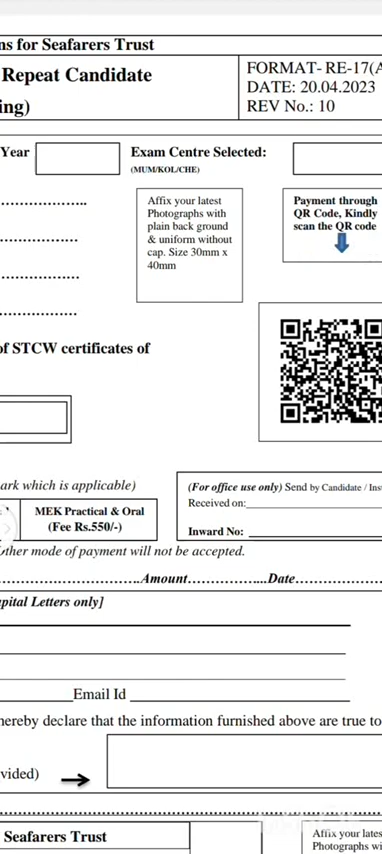 ns for Seafarers Trust
Repeat Candidate
ing)
FORMAT- RE-17(A
DATE: 20.04.2023
REV No.: 10
Year
Exam Centre Selected:
(MUM/KOL/CHE)
Affix your latest
Photographs with
plain back ground
& uniform without
cap. Size 30mm x
40mm
Payment through
QR Code, Kindly
scan the QR code
of STCW certificates of
ark which is applicable)
MEK Practical & Oral
(Fee Rs.550/-)
(For office use only) Send by Candidate / Ins
Received on:
Inward No:
Other mode of payment will not be accepted.
Amount....................Date
pital Letters only]
Email Id
hereby declare that the information furnished above are true to
vided)
Seafarers Trust
Affix your latest
Photographs wi